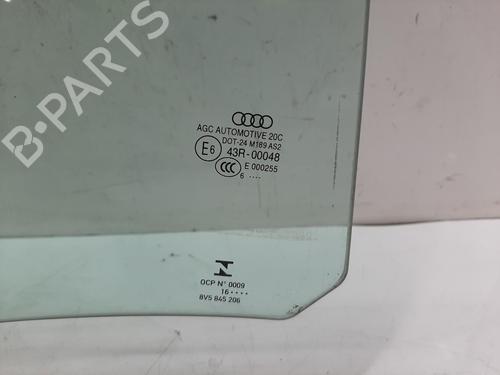 B-PARTS
AGC AUTOMOTIVE 20C
DOT-24 M189 AS2
E6 43R-00048
CCC E 000255
6 ····
OCP N° 0009
16 ····
8V5 845 206